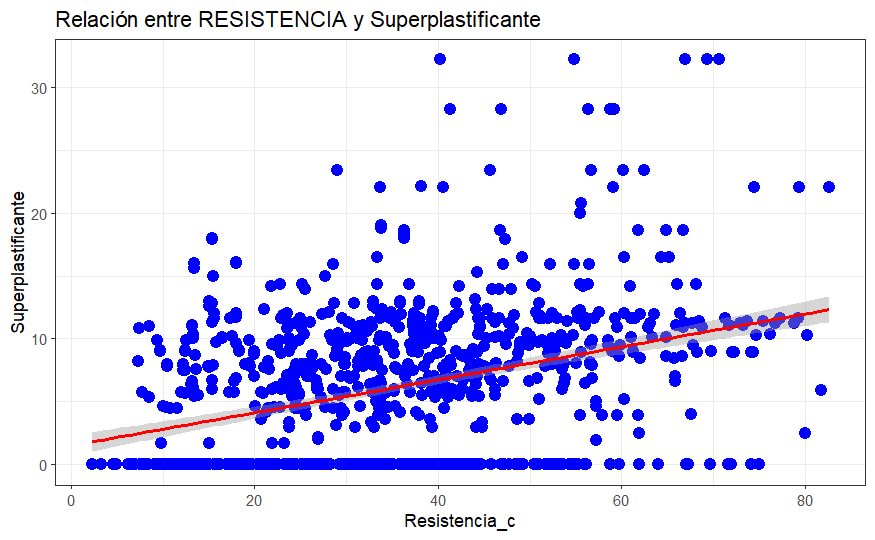 Relación entre RESISTENCIA y Superplastificante
Superplastificante
30
20
10
0
0 20 40 60 80
Resistencia_c